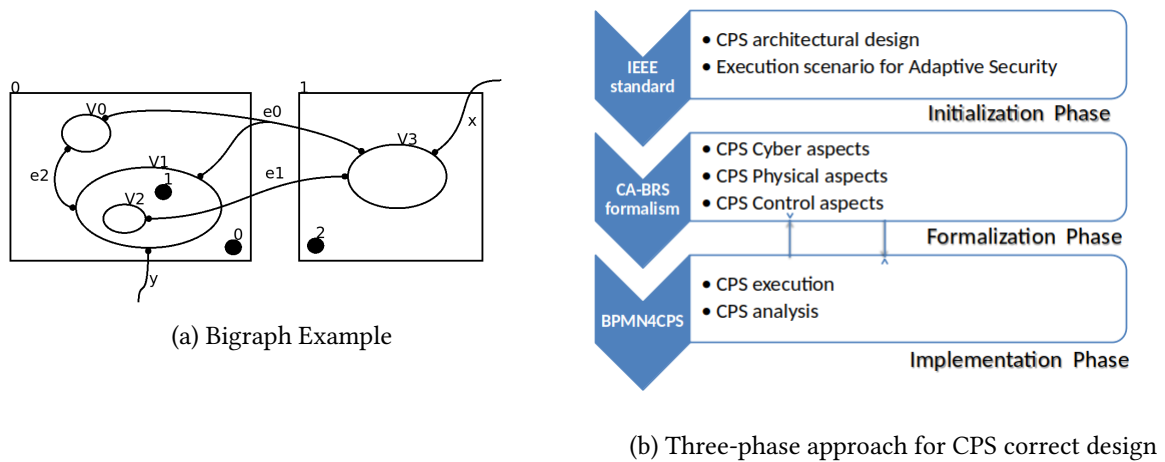 0
1
V0
e0
x
V3
V1
1
e2
e1
V2
0
2
y
(a) Bigraph Example
IEEE
standard
• CPS architectural design
• Execution scenario for Adaptive Security
Initialization Phase
CA-BRS
formalism
• CPS Cyber aspects
• CPS Physical aspects
• CPS Control aspects
Formalization Phase
BPMN4CPS
• CPS execution
• CPS analysis
Implementation Phase
(b) Three-phase approach for CPS correct design